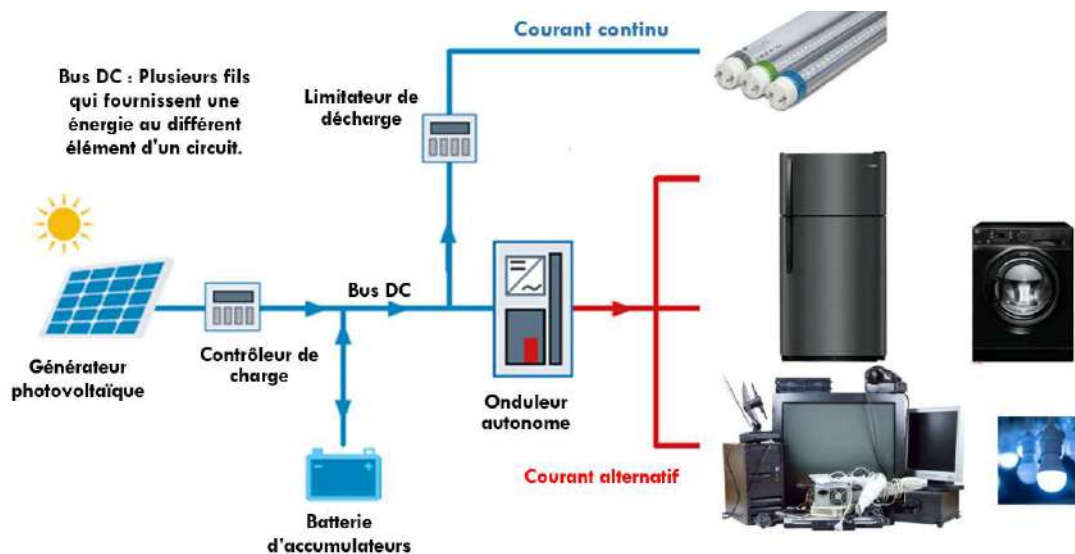 Courant continu
Bus DC : Plusieurs fils
qui fournissent une
énergie au différent
élément d'un circuit.
Limitateur de
décharge
Bus DC
Générateur
photovoltaïque
Contrôleur de
charge
Onduleur
autonome
Courant alternatif
Batterie
d'accumulateurs